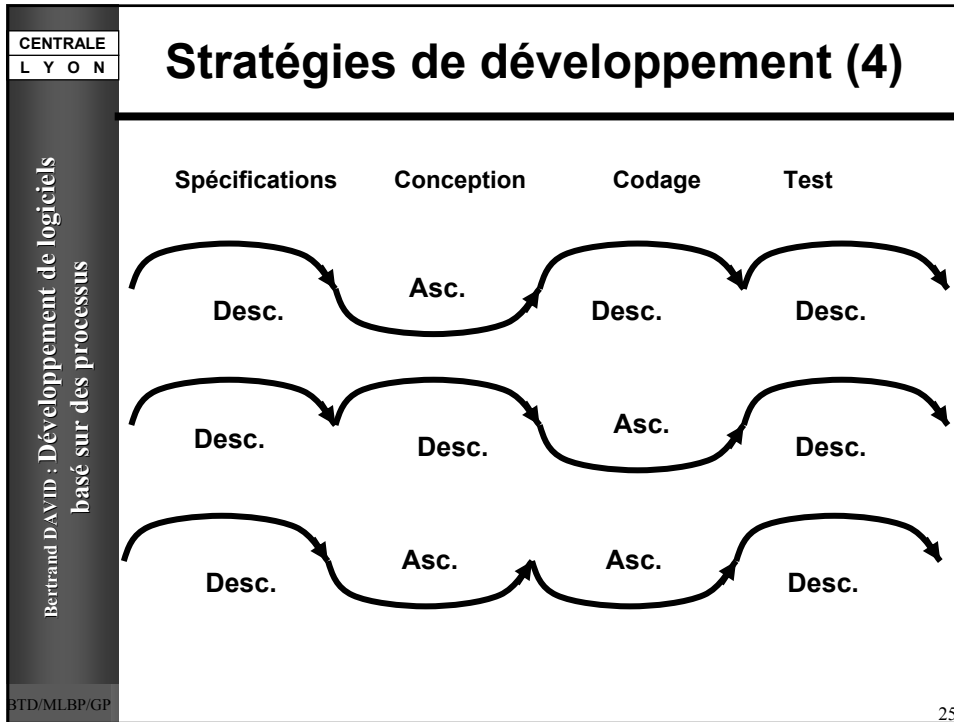 CENTRALE
L Y O N
Stratégies de développement (4)
Bertrand DAVID : Développement de logiciels
basé sur des processus
Spécifications Conception Codage Test
Desc. Asc. Desc. Desc.
Desc. Desc. Asc. Desc.
Desc. Asc. Asc. Desc.
BTD/MLBP/GP
25